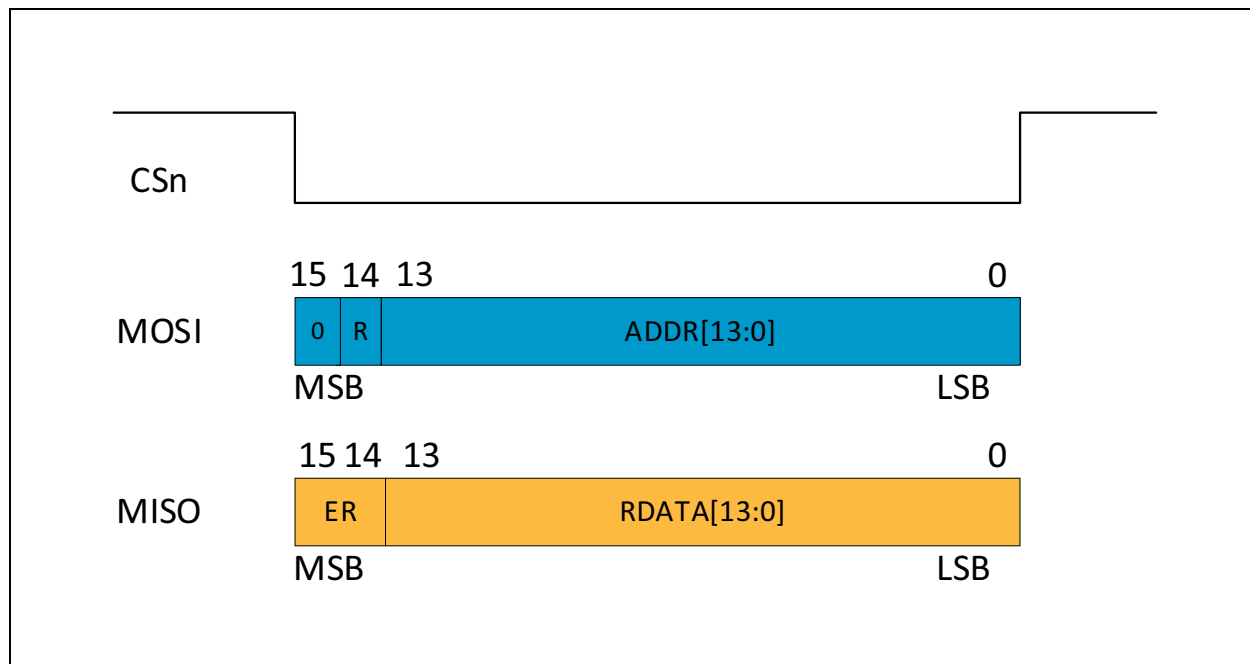 CSn
15 14 13 0
MOSI 0 R ADDR[13:0]
MSB LSB
15 14 13 0
MISO ER RDATA[13:0]
MSB LSB